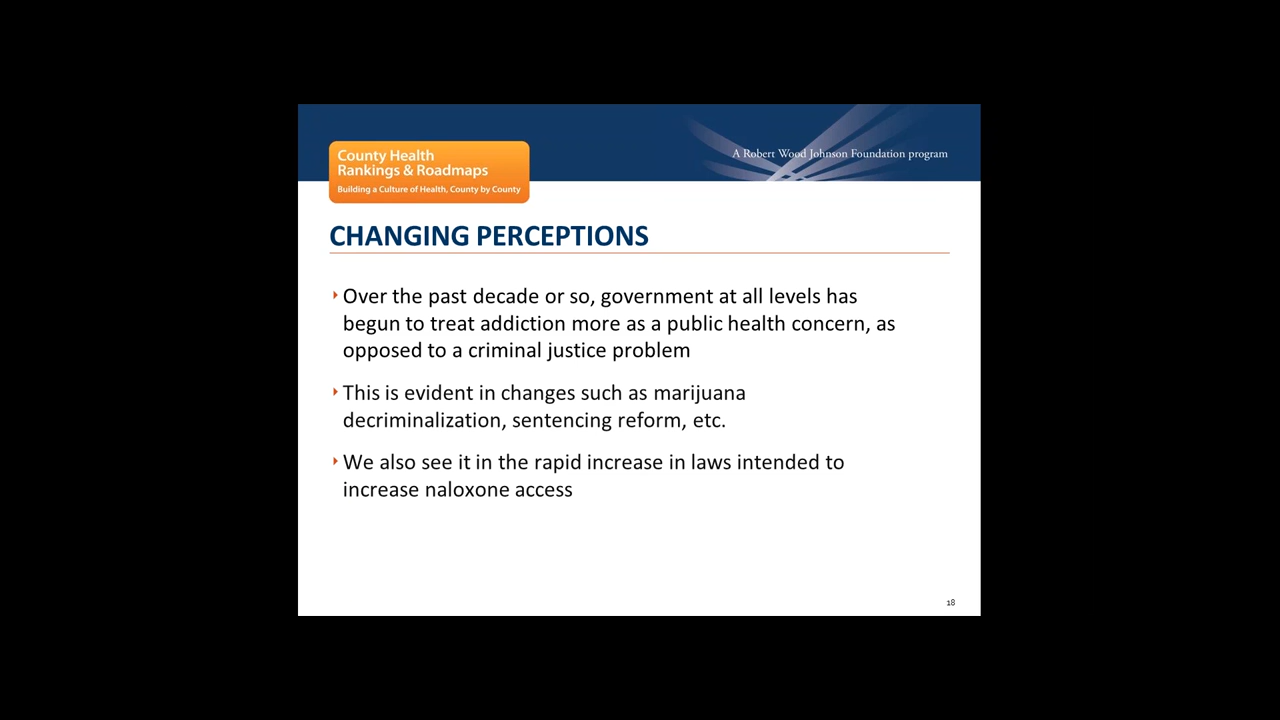 A Robert Wood Johnson Foundation program
County Health
Rankings & Roadmaps
Building a Culture of Health, County by County
CHANGING PERCEPTIONS
Over the past decade or so, government at all levels has
begun to treat addiction more as a public health concern, as
opposed to a criminal justice problem
This is evident in changes such as marijuana
decriminalization, sentencing reform, etc.
We also see it in the rapid increase in laws intended to
increase naloxone access
18